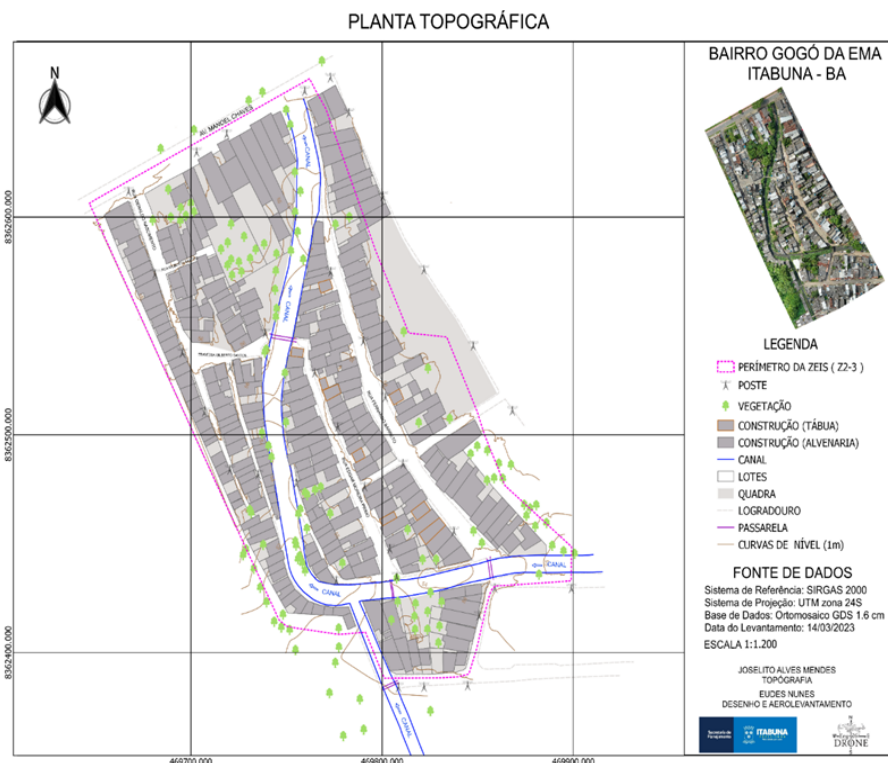 PLANTA TOPOGRÁFICA
N
AV. MANOEL CHAVES
CANAL
CANAL
CANAL
CANAL
CANAL
8362600.000
8362500.000
8362400.000
469700.000
469800.000
469900.000
BAIRRO GOGÓ DA EMA
ITABUNA - BA
LEGENDA
PERÍMETRO DA ZEIS ( Z2-3 )
POSTE
VEGETAÇÃO
CONSTRUÇÃO (TÁBUA)
CONSTRUÇÃO (ALVENARIA)
CANAL
LOTES
QUADRA
LOGRADOURO
PASSARELA
CURVAS DE NÍVEL (1m)
FONTE DE DADOS
Sistema de Referência: SIRGAS 2000
Sistema de Projeção: UTM zona 24S
Base de Dados: Ortomosaico GDS 1.6 cm
Data do Levantamento: 14/03/2023
ESCALA 1:1.200
JOSELITO ALVES MENDES
TOPÓGRAFIA
EUDES NUNES
DESENHO E AEROLEVANTAMENTO
ITABUNA
DRONE